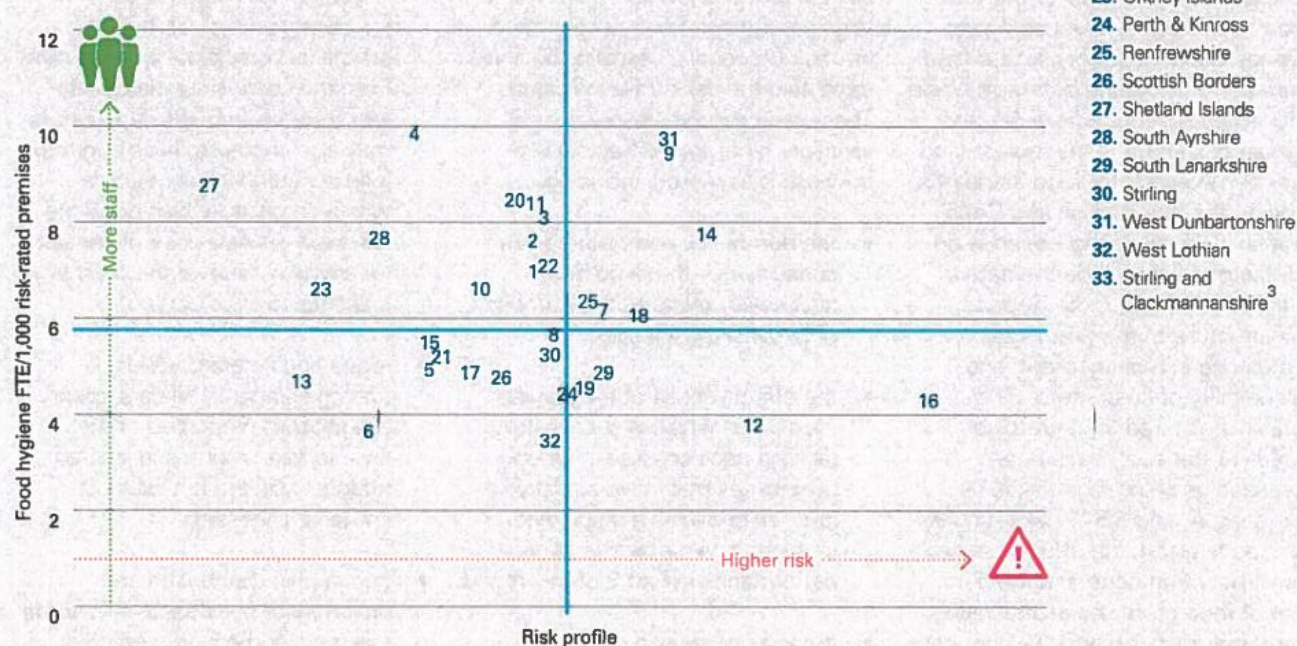 24. Perth & Kinross
25. Renfrewshire
26. Scottish Borders
27. Shetland Islands
28. South Ayrshire
29. South Lanarkshire
30. Stirling
31. West Dunbartonshire
32. West Lothian
33. Stirling and
Clackmannanshire3
Food hygiene FTE/1,000 risk-rated premises
12
10
8
6
4
2
0
More staff
4
31
9
27
20 11
3
28
2
14
22
1
23
10
25
7
18
8
15
21
30
5
17
26
29
13
19
24
16
12
6
32
Higher risk
!
Risk profile